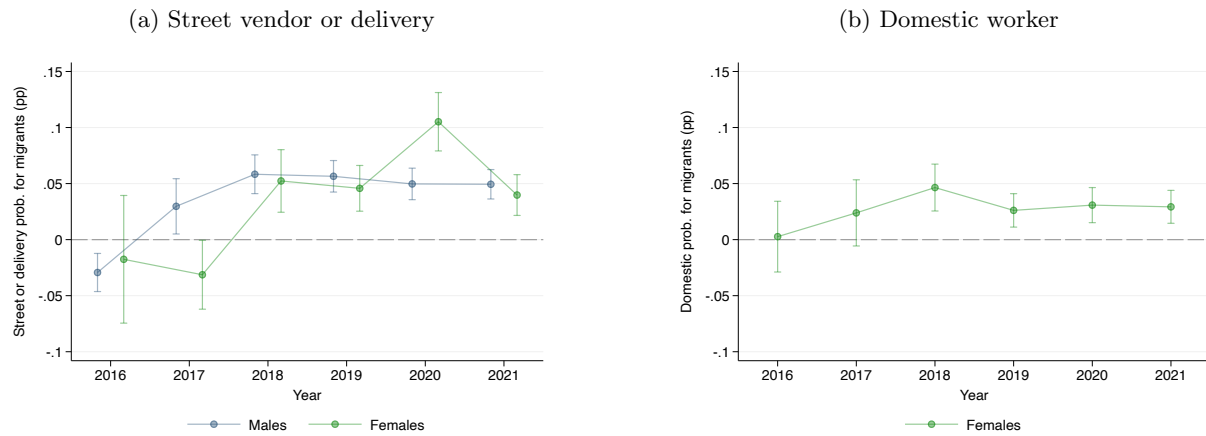 (a) Street vendor or delivery
Street or delivery prob. for migrants (pp)
.15
.1
.05
0
-.05
-.1
2016 2017 2018 2019 2020 2021
Year
Males Females
(b) Domestic worker
Domestic prob. for migrants (pp)
.15
.1
.05
0
-.05
-.1
2016 2017 2018 2019 2020 2021
Year
Females